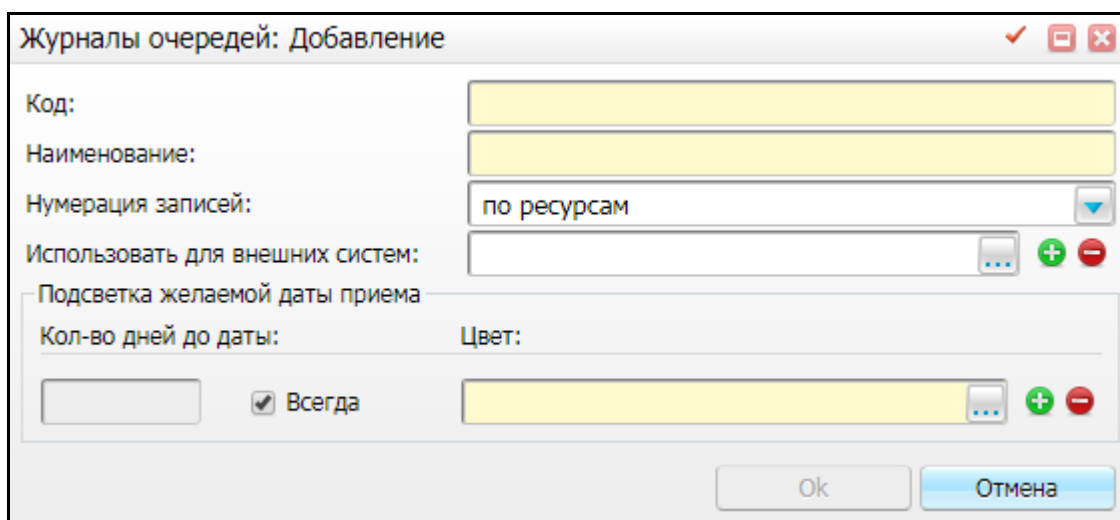 Журналы очередей: Добавление
Код:
Наименование:
Нумерация записей: по ресурсам
Использовать для внешних систем: ...
Подсветка желаемой даты приема
Кол-во дней до даты: Цвет:
Всегда ...
Ok Отмена